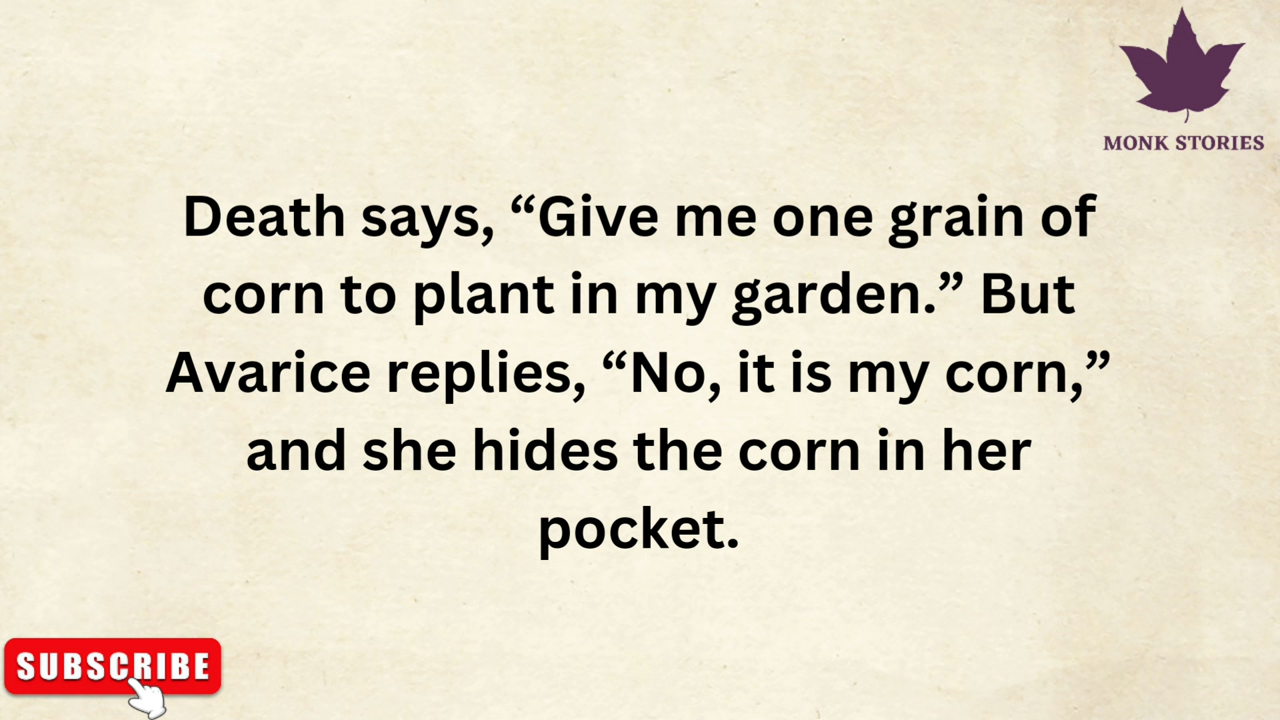 MONK STORIES
Death says, “Give me one grain of
corn to plant in my garden.” But
Avarice replies, “No, it is my corn,”
and she hides the corn in her
pocket.
SUBSCRIBE